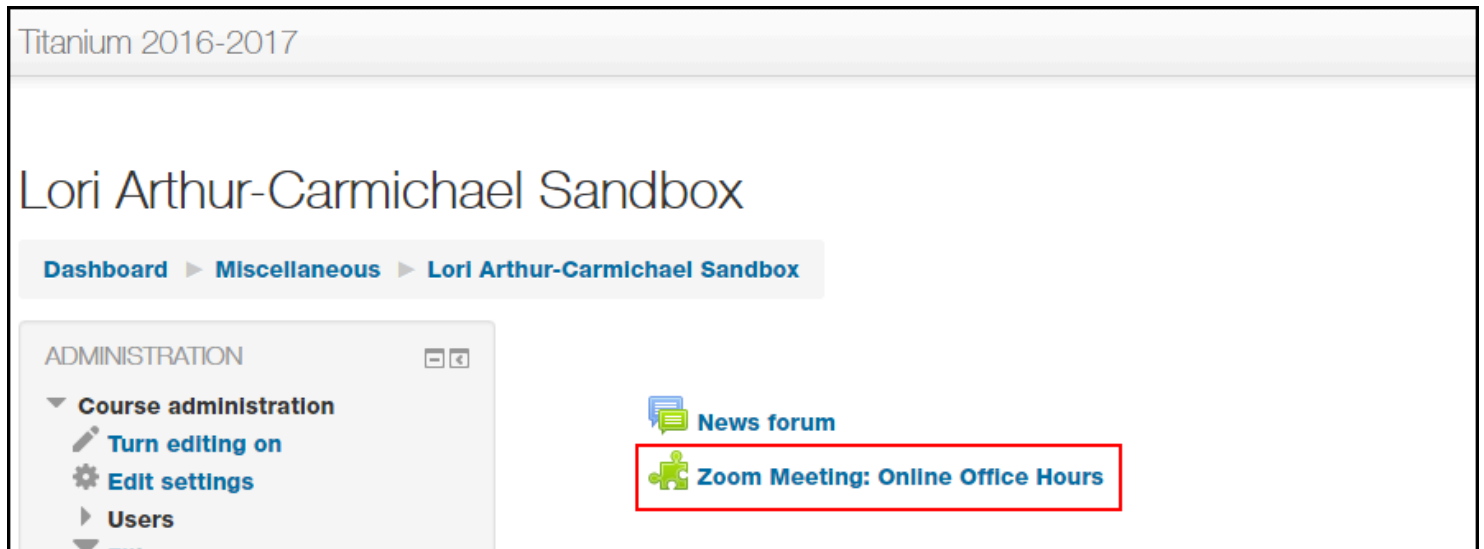 Titanium 2016-2017
Lori Arthur-Carmichael Sandbox
Dashboard ▶ Miscellaneous ▶ Lori Arthur-Carmichael Sandbox
ADMINISTRATION
Course administration
Turn editing on
Edit settings
Users
News forum
Zoom Meeting: Online Office Hours